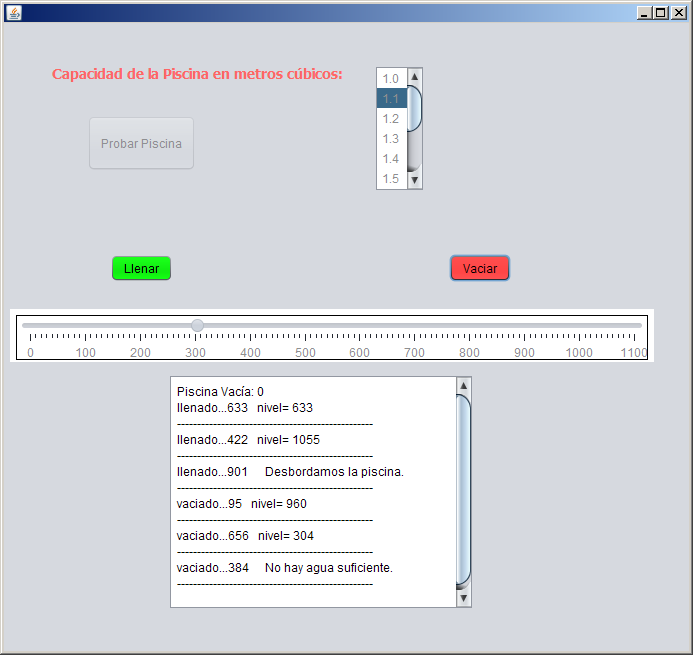 Capacidad de la Piscina en metros cúbicos:
1.0
1.1
1.2
1.3
1.4
1.5
Probar Piscina
Llenar
Vaciar
0 100 200 300 400 500 600 700 800 900 1000 1100
Piscina Vacía: 0
llenado...633 nivel= 633
-------------------------------------------------
llenado...422 nivel= 1055
-------------------------------------------------
llenado...901 Desbordamos la piscina.
-------------------------------------------------
vaciado...95 nivel= 960
-------------------------------------------------
vaciado...656 nivel= 304
-------------------------------------------------
vaciado...384 No hay agua suficiente.
-------------------------------------------------